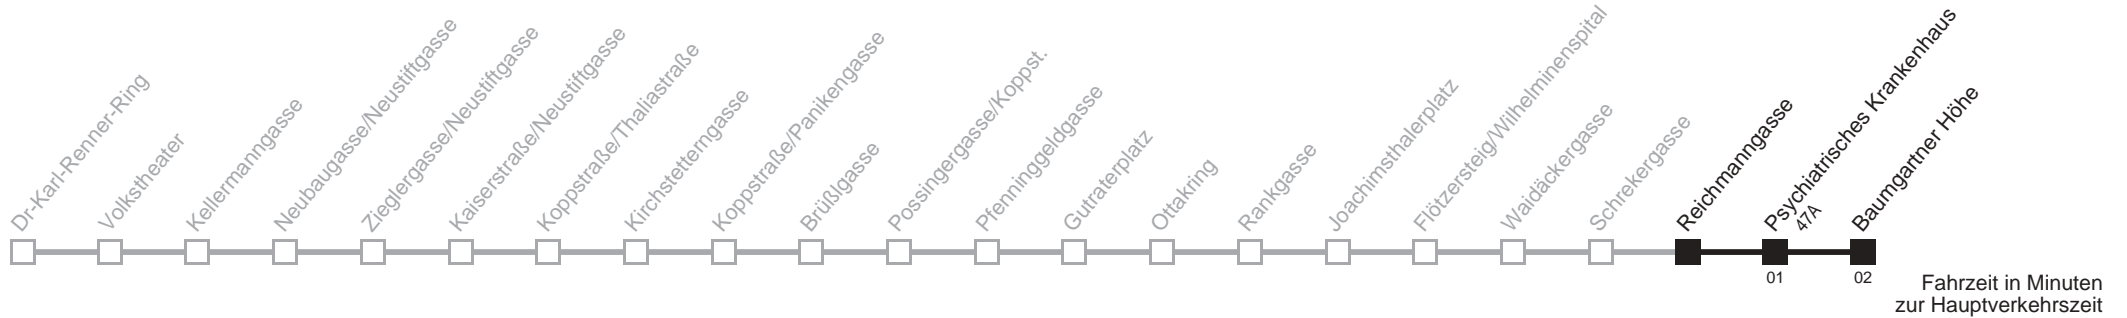 Dr-Karl-Renner-Ring
Volkstheater
Kellermanngasse
Neubaugasse/Neustiftgasse
Zieglergasse/Neustiftgasse
Kaiserstraße/Neustiftgasse
Koppstraße/Thaliastraße
Kirchstetterngasse
Koppstraße/Panikengasse
Brüßlgasse
Possingergasse/Koppst.
Pfenninggeldgasse
Gutraterplatz
Ottakring
Rankgasse
Joachimsthalerplatz
Flötzersteig/Wilhelminenspital
Waidäckergasse
Schrekergasse
Reichmanngasse
Psychiatrisches Krankenhaus
47A
Baumgartner Höhe
01
02
Fahrzeit in Minuten
zur Hauptverkehrszeit